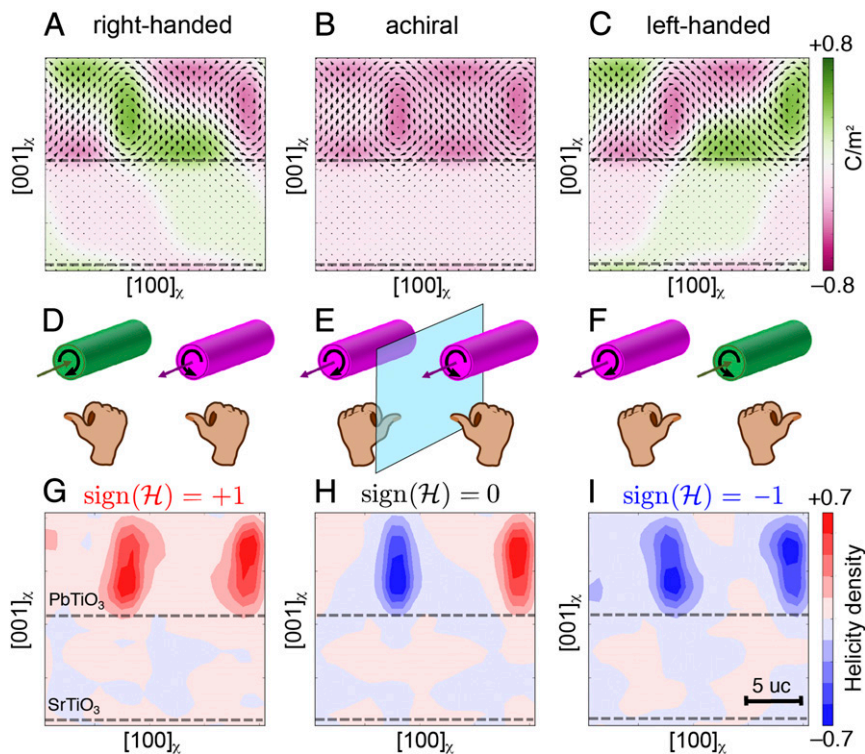 A right-handed
B achiral
C left-handed
+0.8
C/m²
−0.8
[001]χ
[001]χ
[001]χ
[100]χ
[100]χ
[100]χ
D
E
F
G sign(ℋ) = +1
H sign(ℋ) = 0
I sign(ℋ) = −1
+0.7
Helicity density
−0.7
[001]χ
PbTiO₃
SrTiO₃
[001]χ
[001]χ
5 uc
[100]χ
[100]χ
[100]χ